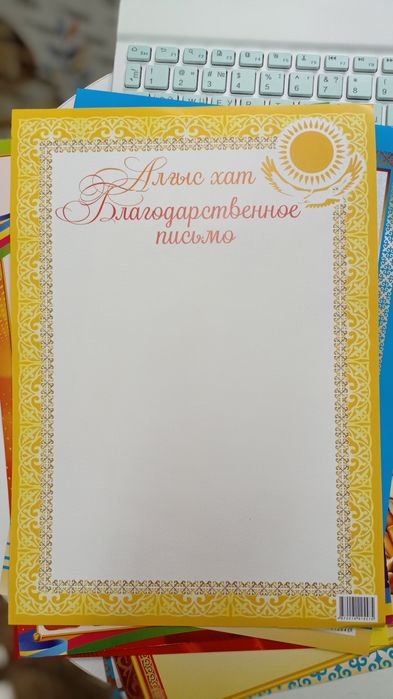 Алғыс хат
Благодарственное
письмо